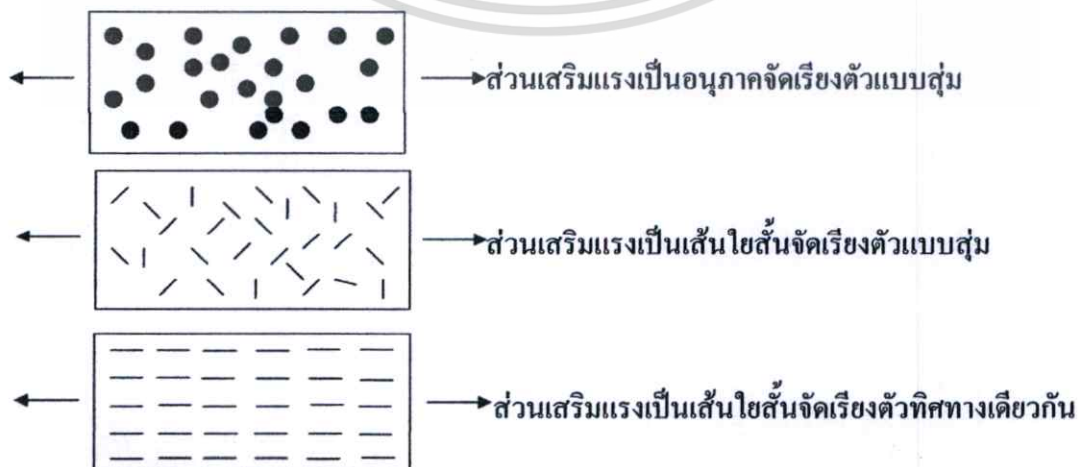 ส่วนเสริมแรงเป็นอนุภาคจัดเรียงตัวแบบสุ่ม
ส่วนเสริมแรงเป็นเส้นใยสั้นจัดเรียงตัวแบบสุ่ม
ส่วนเสริมแรงเป็นเส้นใยสั้นจัดเรียงตัวทิศทางเดียวกัน